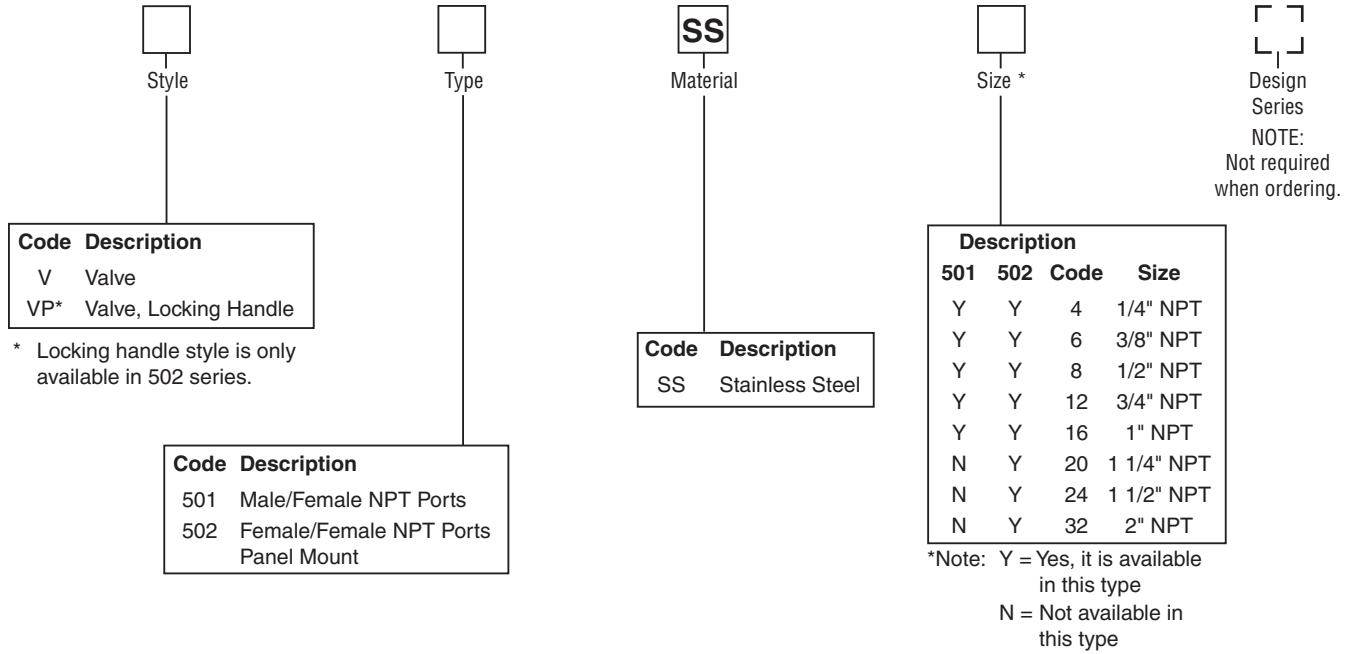 SS
Style
Type
Material
Size *
Design
Series
NOTE:
Not required
when ordering.
Code Description
V Valve
VP* Valve, Locking Handle
* Locking handle style is only
available in 502 series.
Code Description
501 Male/Female NPT Ports
502 Female/Female NPT Ports
Panel Mount
Code Description
SS Stainless Steel
Description
501 502 Code Size
Y Y 4 1/4" NPT
Y Y 6 3/8" NPT
Y Y 8 1/2" NPT
Y Y 12 3/4" NPT
Y Y 16 1" NPT
N Y 20 1 1/4" NPT
N Y 24 1 1/2" NPT
N Y 32 2" NPT
*Note: Y = Yes, it is available
in this type
N = Not available in
this type